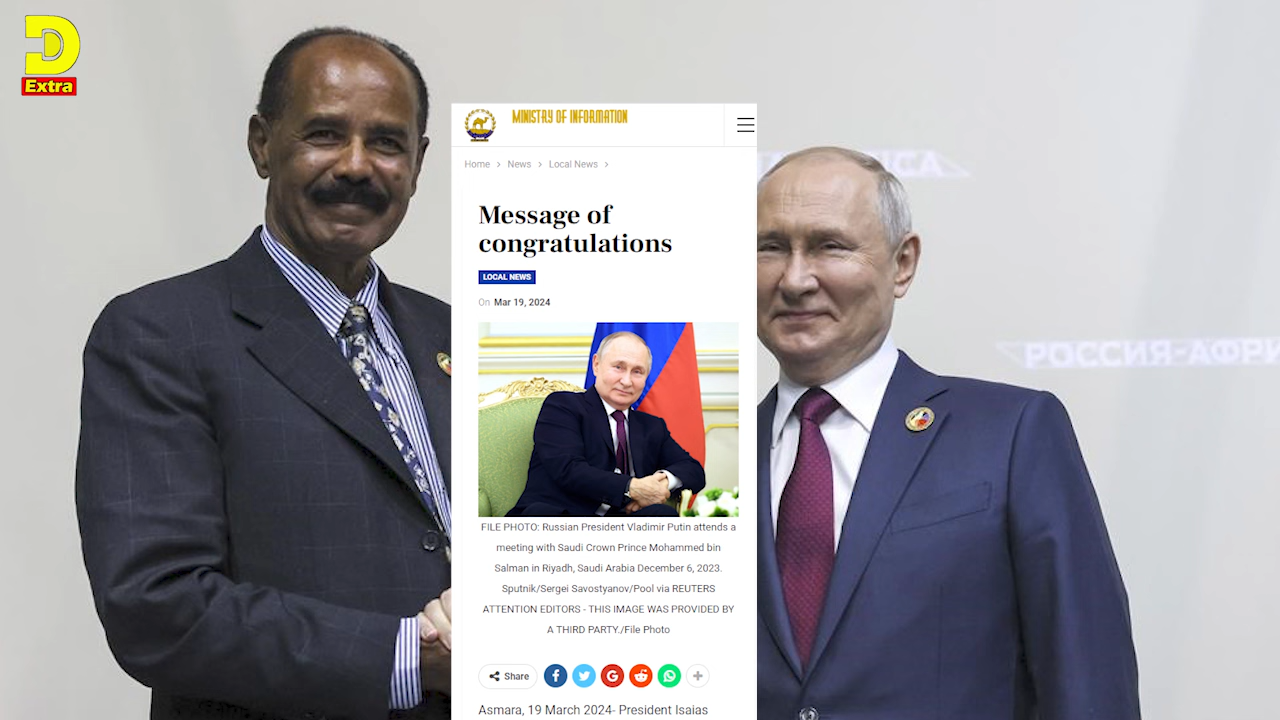 D
Extra
MINISTRY OF INFORMATION
Home > News > Local News >
Message of
congratulations
LOCAL NEWS
On Mar 19, 2024
FILE PHOTO: Russian President Vladimir Putin attends a
meeting with Saudi Crown Prince Mohammed bin
Salman in Riyadh, Saudi Arabia December 6, 2023.
Sputnik/Sergei Savostyanov/Pool via REUTERS
ATTENTION EDITORS - THIS IMAGE WAS PROVIDED BY
A THIRD PARTY./File Photo
Share
Asmara, 19 March 2024- President Isaias
РОССИЯ-АФРИ